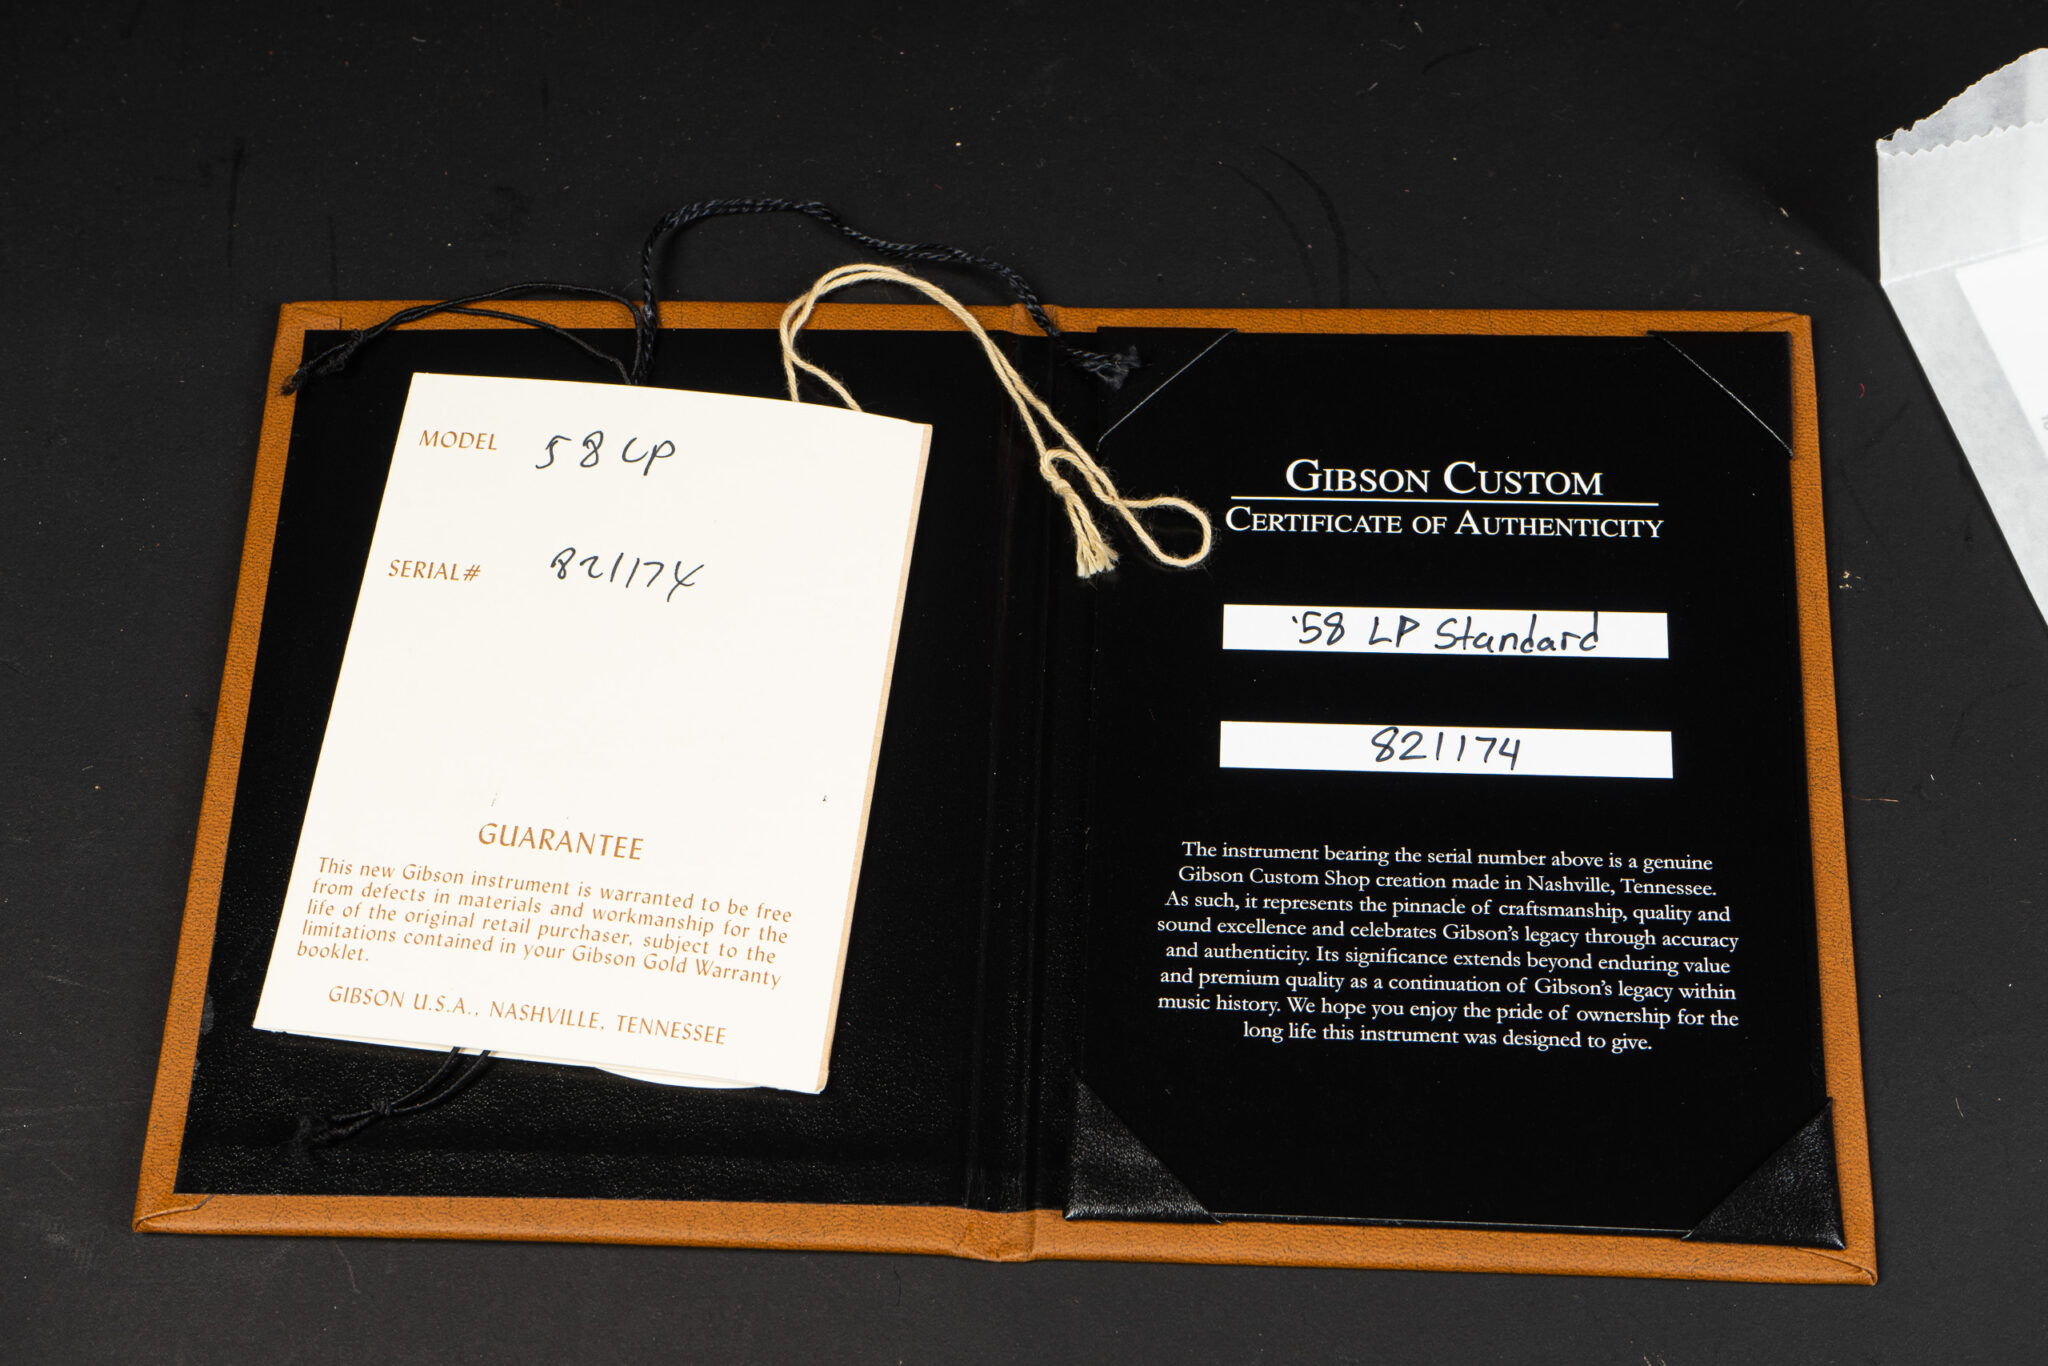 MODEL 58 LP
SERIAL# 821174
GUARANTEE
This new Gibson instrument is warranted to be free
from defects in materials and workmanship for the
life of the original retail purchaser, subject to the
limitations contained in your Gibson Gold Warranty
booklet.
GIBSON U.S.A., NASHVILLE, TENNESSEE
GIBSON CUSTOM
CERTIFICATE OF AUTHENTICITY
'58 LP Standard
821174
The instrument bearing the serial number above is a genuine
Gibson Custom Shop creation made in Nashville, Tennessee.
As such, it represents the pinnacle of craftsmanship, quality and
sound excellence and celebrates Gibson's legacy through accuracy
and authenticity. Its significance extends beyond enduring value
and premium quality as a continuation of Gibson's legacy within
music history. We hope you enjoy the pride of ownership for the
long life this instrument was designed to give.